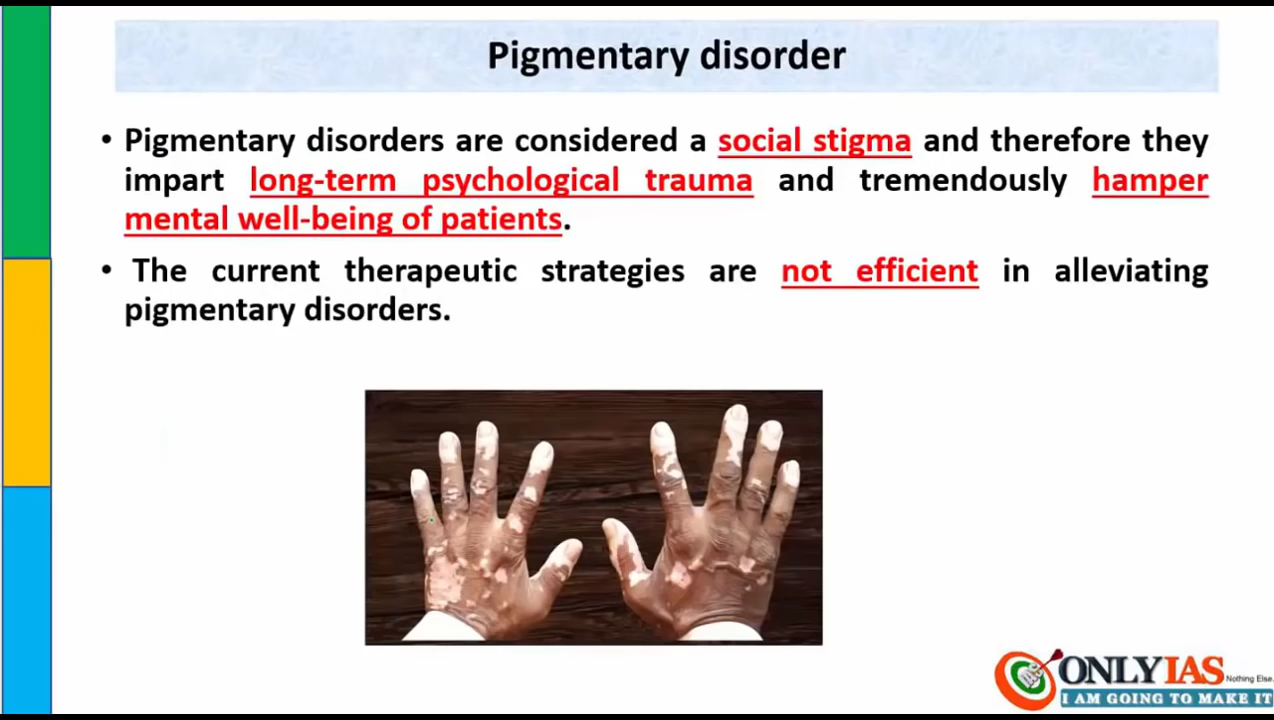 Pigmentary disorder
• Pigmentary disorders are considered a social stigma and therefore they
impart long-term psychological trauma and tremendously hamper
mental well-being of patients.
• The current therapeutic strategies are not efficient in alleviating
pigmentary disorders.
ONLYIAS Nothing Else.
I AM GOING TO MAKE IT